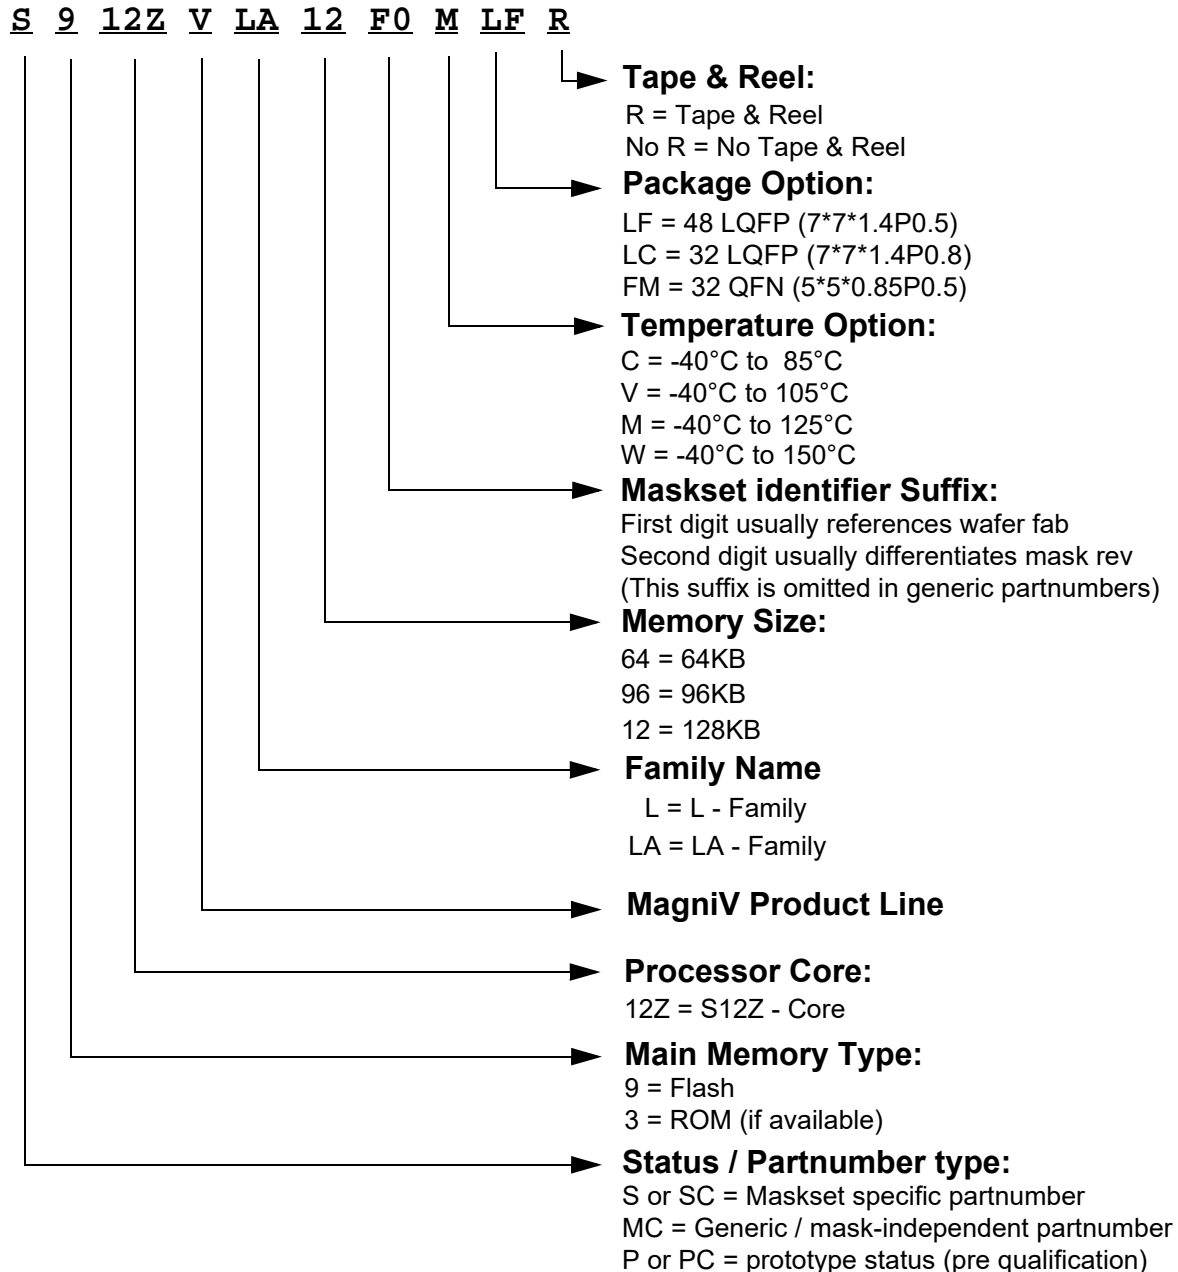 S 9 12Z V LA 12 F0 M LF R
Tape & Reel:
R = Tape & Reel
No R = No Tape & Reel
Package Option:
LF = 48 LQFP (7*7*1.4P0.5)
LC = 32 LQFP (7*7*1.4P0.8)
FM = 32 QFN (5*5*0.85P0.5)
Temperature Option:
C = -40°C to 85°C
V = -40°C to 105°C
M = -40°C to 125°C
W = -40°C to 150°C
Maskset identifier Suffix:
First digit usually references wafer fab
Second digit usually differentiates mask rev
(This suffix is omitted in generic partnumbers)
Memory Size:
64 = 64KB
96 = 96KB
12 = 128KB
Family Name
L = L - Family
LA = LA - Family
MagniV Product Line
Processor Core:
12Z = S12Z - Core
Main Memory Type:
9 = Flash
3 = ROM (if available)
Status / Partnumber type:
S or SC = Maskset specific partnumber
MC = Generic / mask-independent partnumber
P or PC = prototype status (pre qualification)